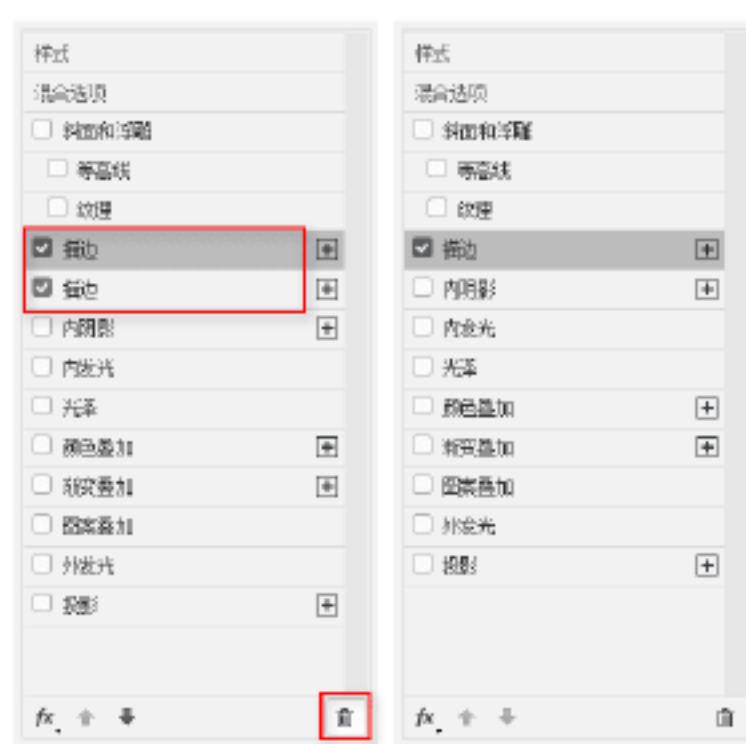 样式
混合选项
斜面和浮雕
等高线
纹理
描边
描边
内阴影
内发光
光泽
颜色叠加
渐变叠加
图案叠加
外发光
投影
fx
样式
混合选项
斜面和浮雕
等高线
纹理
描边
内阴影
内发光
光泽
颜色叠加
渐变叠加
图案叠加
外发光
投影
fx